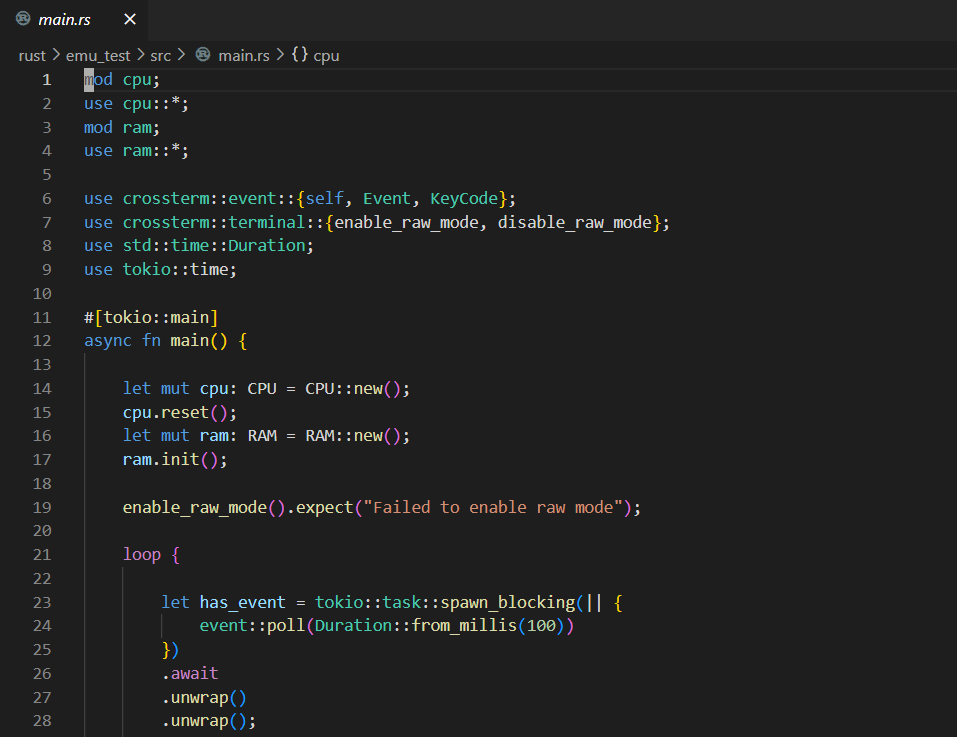 main.rs ×
rust > emu_test > src > main.rs > {} cpu
1 mod cpu;
2 use cpu::*;
3 mod ram;
4 use ram::*;
5
6 use crossterm::event::{self, Event, KeyCode};
7 use crossterm::terminal::{enable_raw_mode, disable_raw_mode};
8 use std::time::Duration;
9 use tokio::time;
10
11 #[tokio::main]
12 async fn main() {
13
14     let mut cpu: CPU = CPU::new();
15     cpu.reset();
16     let mut ram: RAM = RAM::new();
17     ram.init();
18
19     enable_raw_mode().expect("Failed to enable raw mode");
20
21     loop {
22
23         let has_event = tokio::task::spawn_blocking(|| {
24             event::poll(Duration::from_millis(100))
25         })
26         .await
27         .unwrap()
28         .unwrap();